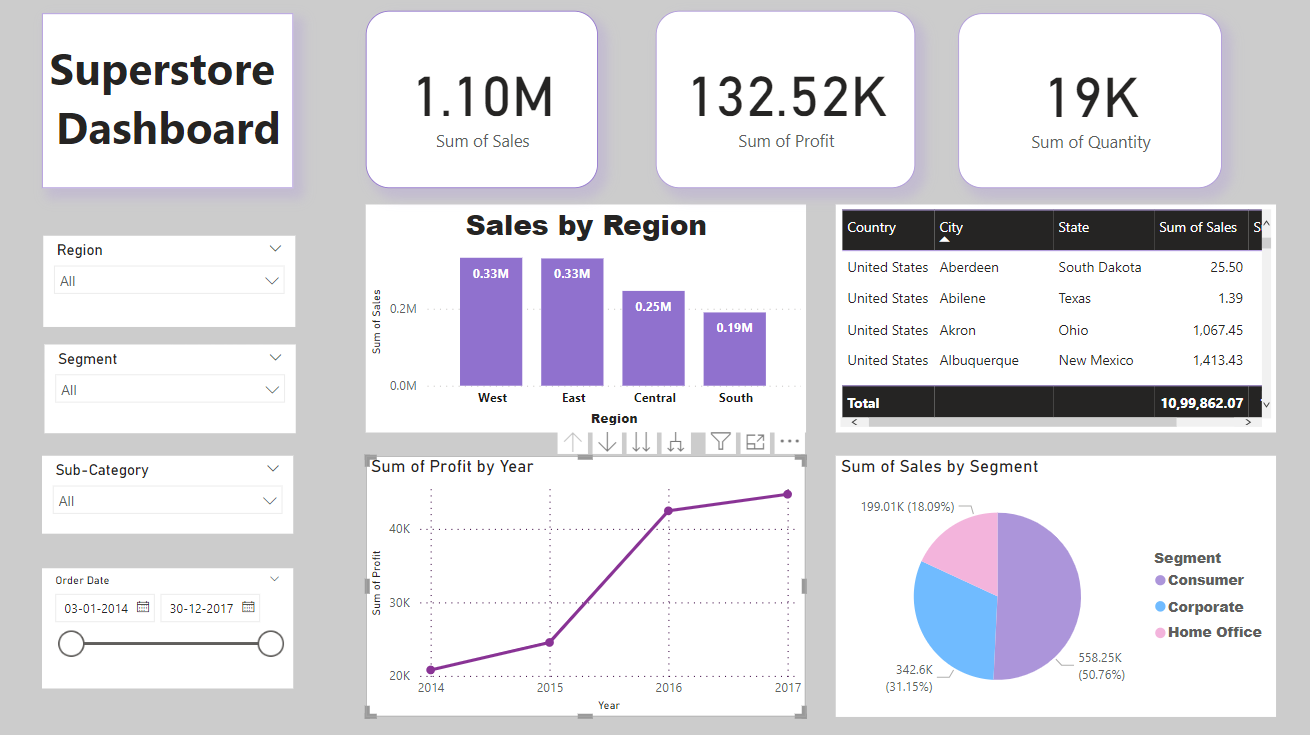 Superstore
Dashboard
1.10M
Sum of Sales
132.52K
Sum of Profit
19K
Sum of Quantity
Region
All
Segment
All
Sub-Category
All
Order Date
03-01-2014
30-12-2017
Sales by Region
Sum of Sales
0.2M
0.0M
0.33M
0.33M
0.25M
0.19M
West
East
Central
South
Region
Country City State Sum of Sales S
United States Aberdeen South Dakota 25.50
United States Abilene Texas 1.39
United States Akron Ohio 1,067.45
United States Albuquerque New Mexico 1,413.43
Total 10,99,862.07
Sum of Profit by Year
Sum of Profit
40K
30K
20K
2014
2015
2016
2017
Year
Sum of Sales by Segment
199.01K (18.09%)
342.6K
(31.15%)
558.25K
(50.76%)
Segment
Consumer
Corporate
Home Office